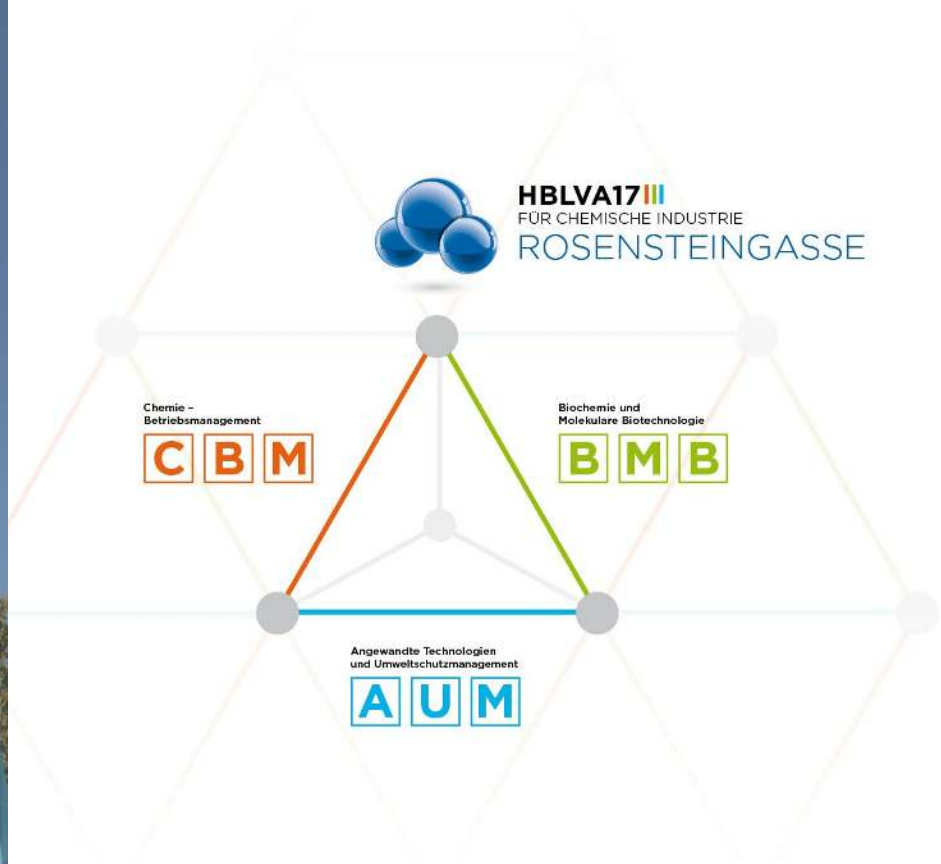 HBLVA17
FÜR CHEMISCHE INDUSTRIE
ROSENSTEINGASSE
Chemie –
Betriebsmanagement
CBM
Biochemie und
Molekulare Biotechnologie
BMB
Angewandte Technologien
und Umweltschutzmanagement
AUM